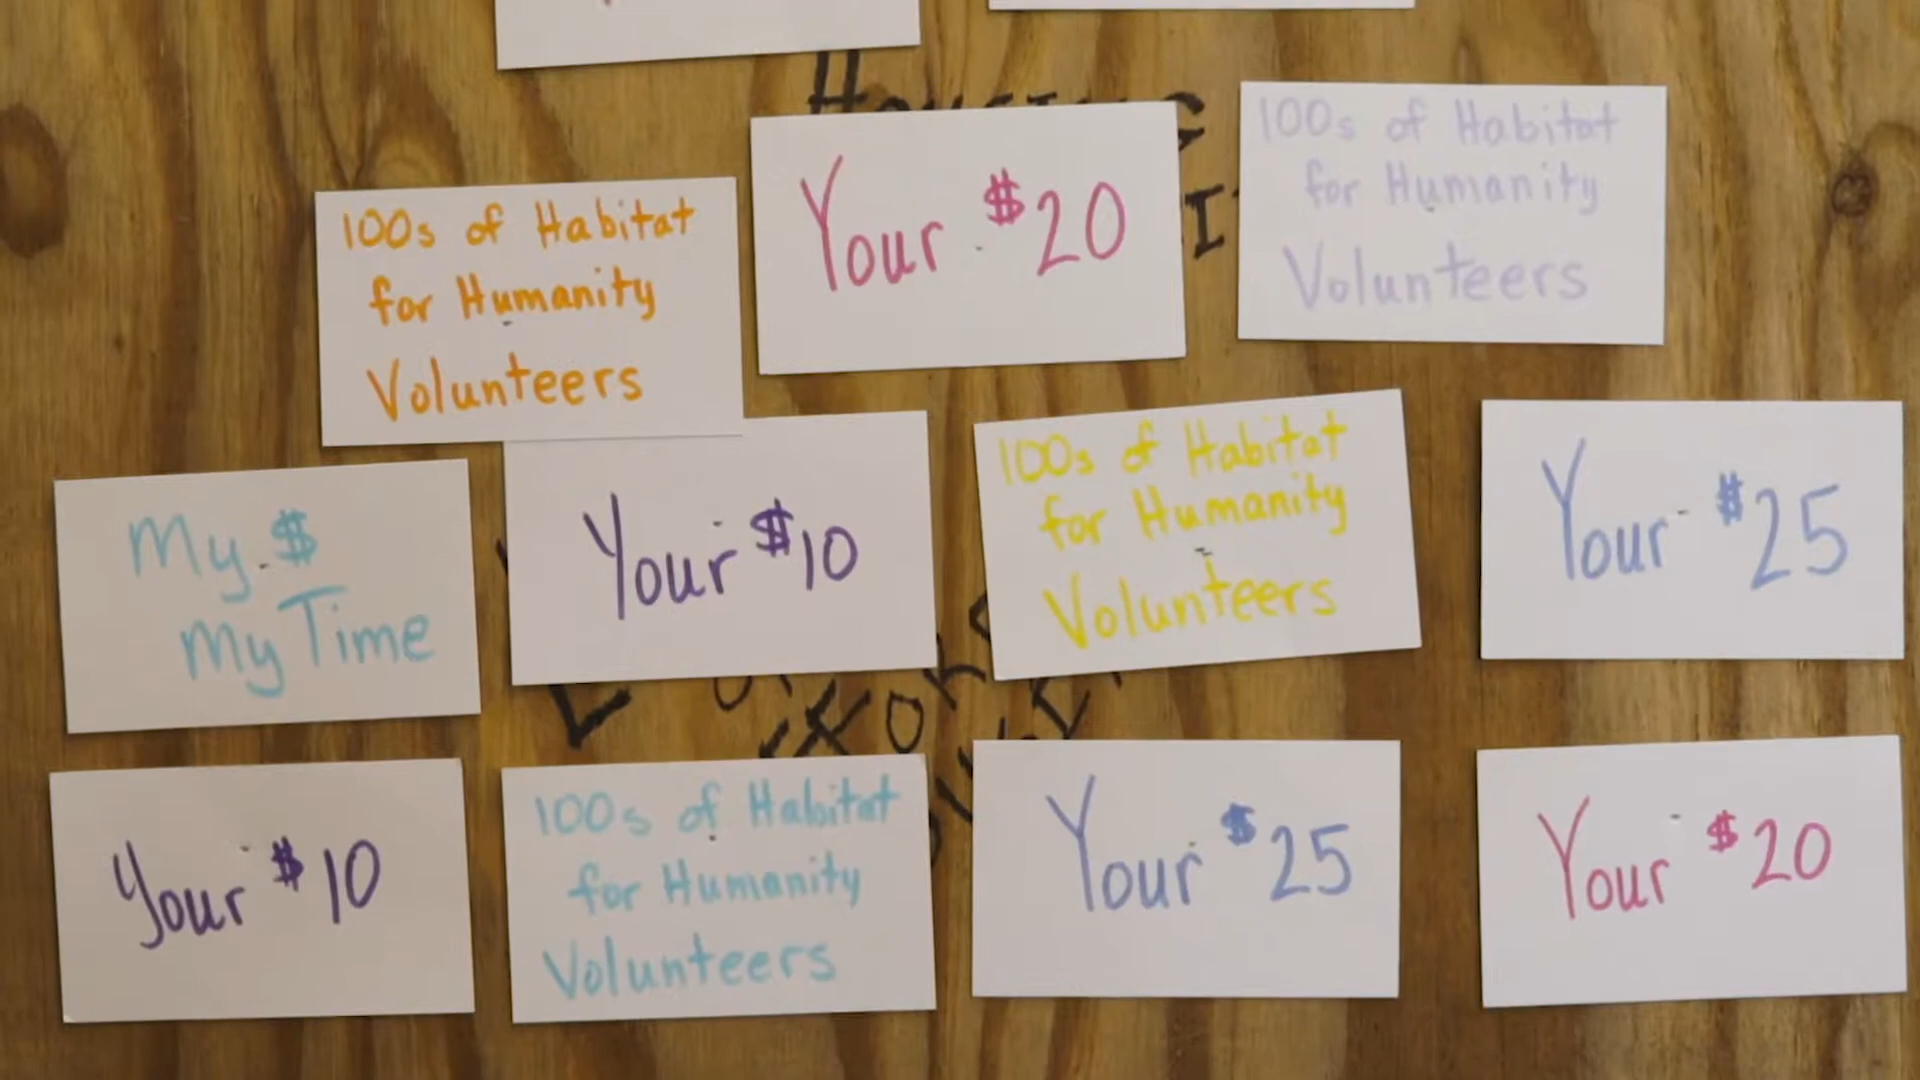 100s of Habitat
for Humanity
Volunteers
Your $20
100s of Habitat
for Humanity
Volunteers
My $
My Time
Your $10
100s of Habitat
for Humanity
Volunteers
Your $25
Your $10
100s of Habitat
for Humanity
Volunteers
Your $25
Your $20